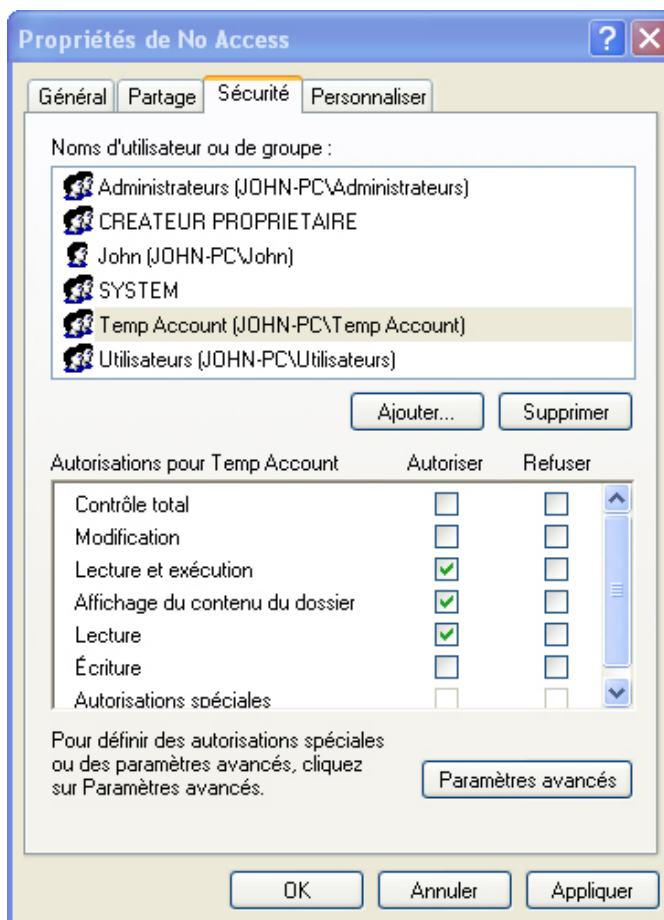 Propriétés de No Access
Général Partage Sécurité Personnaliser
Noms d'utilisateur ou de groupe :
Administrateurs (JOHN-PC\Administrateurs)
CREATEUR PROPRIETAIRE
John (JOHN-PC\John)
SYSTEM
Temp Account (JOHN-PC\Temp Account)
Utilisateurs (JOHN-PC\Utilisateurs)
Ajouter... Supprimer
Autorisations pour Temp Account Autoriser Refuser
Contrôle total
Modification
Lecture et exécution
Affichage du contenu du dossier
Lecture
Écriture
Autorisations spéciales
Pour définir des autorisations spéciales
ou des paramètres avancés, cliquez
sur Paramètres avancés.
Paramètres avancés
OK Annuler Appliquer